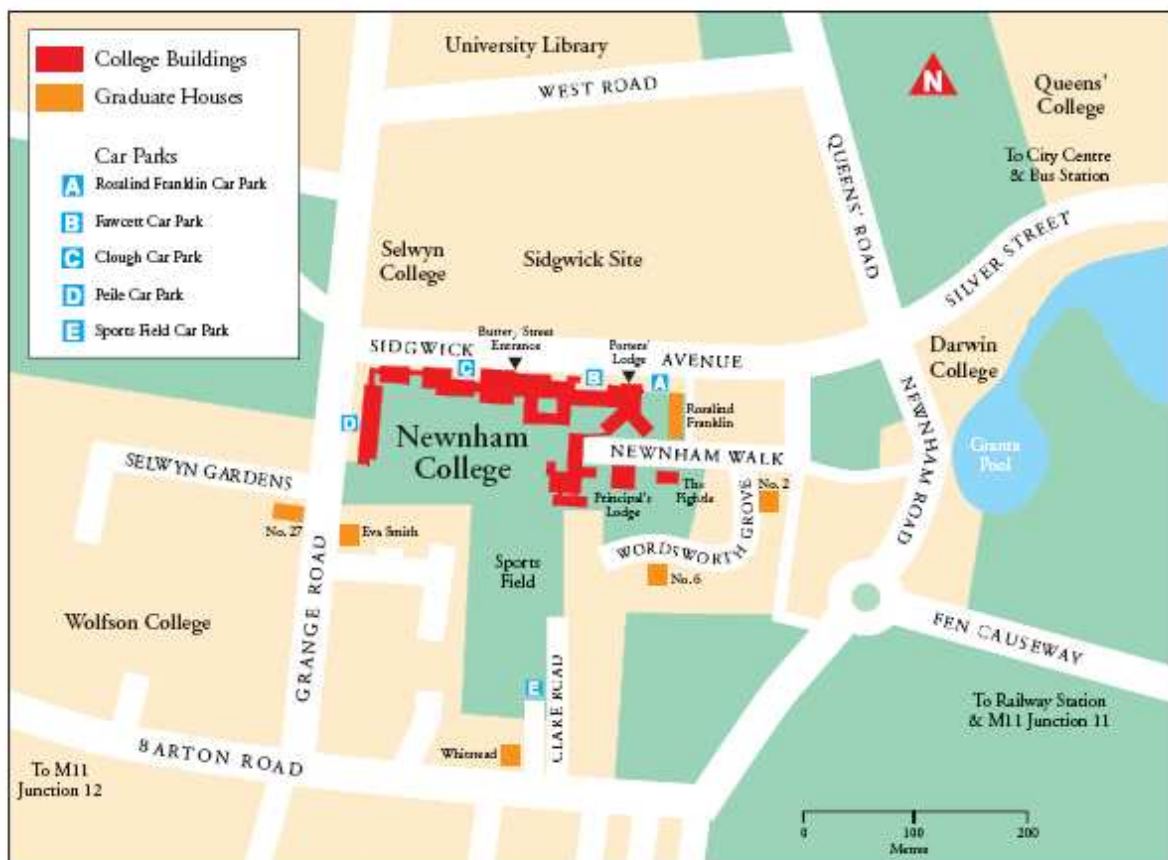 College Buildings
Graduate Houses
Car Parks
A Rosalind Franklin Car Park
B Fawcett Car Park
C Clough Car Park
D Peile Car Park
E Sports Field Car Park
University Library
WEST ROAD
N
Queens'
College
To City Centre
& Bus Station
QUEENS' ROAD
SILVER STREET
Selwyn
College
Sidgwick Site
SIDGWICK
AVENUE
Buttery/Street
Entrance
Porters'
Lodge
C
B
A
D
Darwin
College
NEWNHAM ROAD
Granta
Pool
Rosalind
Franklin
Newnham
College
NEWNHAM WALK
SELWYN GARDENS
No. 27
Eva Smith
Principal's
Lodge
The
Pightle
No. 2
WORDSWORTH GROVE
No. 6
Sports
Field
GRANGE ROAD
Wolfson College
FEN CAUSEWAY
E
CLARE ROAD
To Railway Station
& M11 Junction 11
Whitstead
BARTON ROAD
To M11
Junction 12
0 100 200
Metres